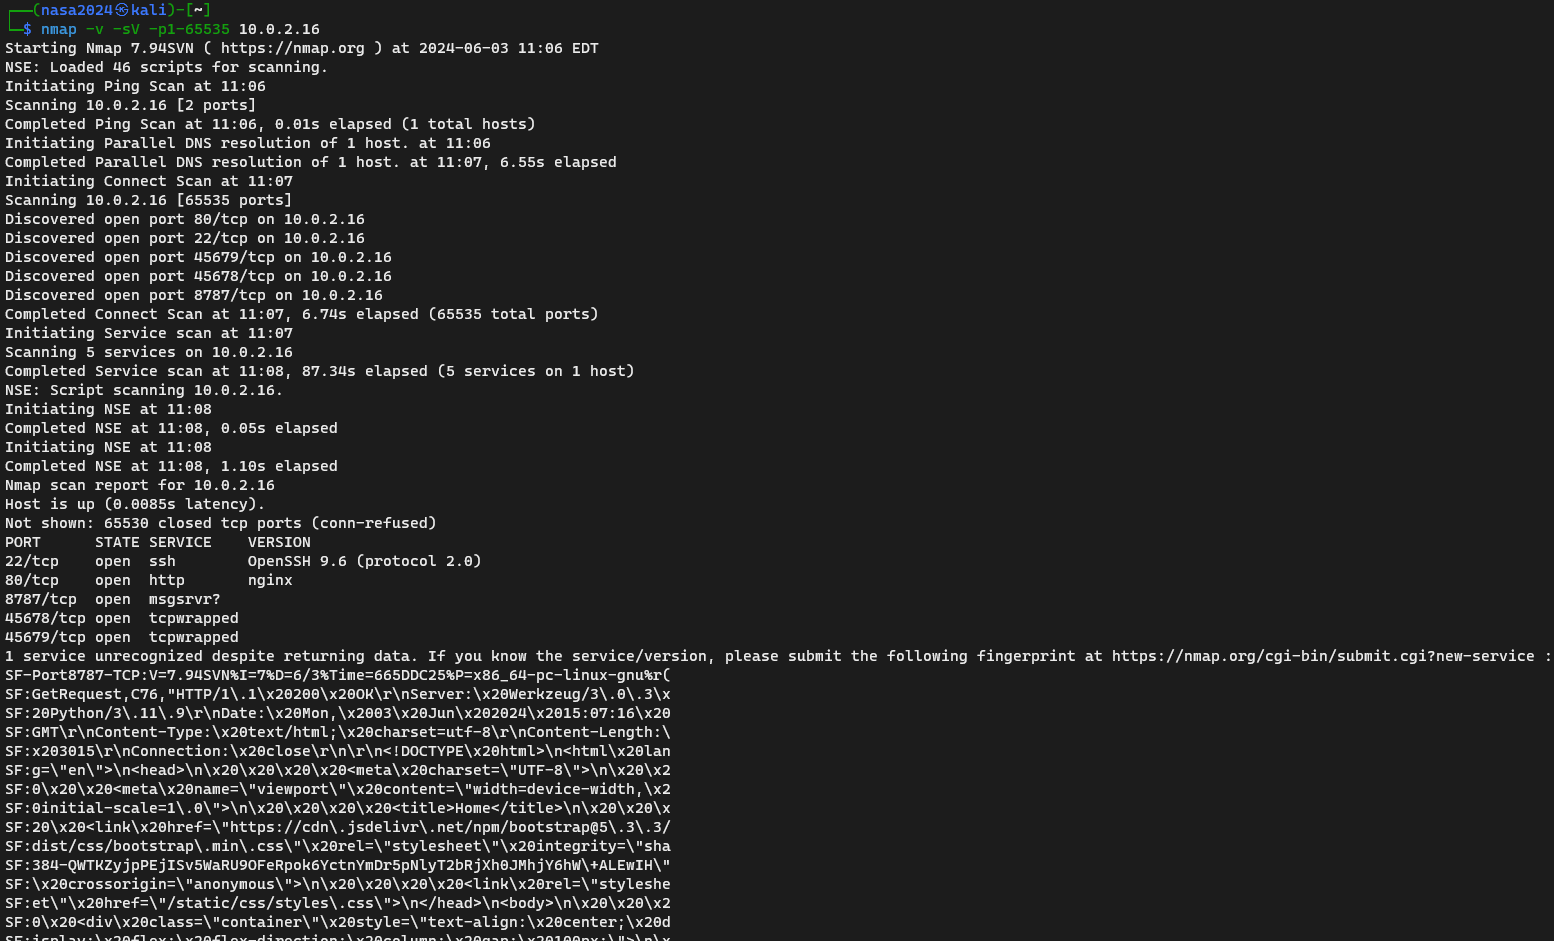 ┌──(nasa2024㉿kali)-[~]
└─$ nmap -v -sV -p1-65535 10.0.2.16
Starting Nmap 7.94SVN ( https://nmap.org ) at 2024-06-03 11:06 EDT
NSE: Loaded 46 scripts for scanning.
Initiating Ping Scan at 11:06
Scanning 10.0.2.16 [2 ports]
Completed Ping Scan at 11:06, 0.01s elapsed (1 total hosts)
Initiating Parallel DNS resolution of 1 host. at 11:06
Completed Parallel DNS resolution of 1 host. at 11:07, 6.55s elapsed
Initiating Connect Scan at 11:07
Scanning 10.0.2.16 [65535 ports]
Discovered open port 80/tcp on 10.0.2.16
Discovered open port 22/tcp on 10.0.2.16
Discovered open port 45679/tcp on 10.0.2.16
Discovered open port 45678/tcp on 10.0.2.16
Discovered open port 8787/tcp on 10.0.2.16
Completed Connect Scan at 11:07, 6.74s elapsed (65535 total ports)
Initiating Service scan at 11:07
Scanning 5 services on 10.0.2.16
Completed Service scan at 11:08, 87.34s elapsed (5 services on 1 host)
NSE: Script scanning 10.0.2.16.
Initiating NSE at 11:08
Completed NSE at 11:08, 0.05s elapsed
Initiating NSE at 11:08
Completed NSE at 11:08, 1.10s elapsed
Nmap scan report for 10.0.2.16
Host is up (0.0085s latency).
Not shown: 65530 closed tcp ports (conn-refused)
PORT      STATE SERVICE    VERSION
22/tcp    open  ssh        OpenSSH 9.6 (protocol 2.0)
80/tcp    open  http       nginx
8787/tcp  open  msgsrvr?
45678/tcp open  tcpwrapped
45679/tcp open  tcpwrapped
1 service unrecognized despite returning data. If you know the service/version, please submit the following fingerprint at https://nmap.org/cgi-bin/submit.cgi?new-service :
SF-Port8787-TCP:V=7.94SVN%I=7%D=6/3%Time=665DDC25%P=x86_64-pc-linux-gnu%r(
SF:GetRequest,C76,"HTTP/1\.1\x20200\x20OK\r\nServer:\x20Werkzeug/3\.0\.3\x
SF:20Python/3\.11\.9\r\nDate:\x20Mon,\x2003\x20Jun\x202024\x2015:07:16\x20
SF:GMT\r\nContent-Type:\x20text/html;\x20charset=utf-8\r\nContent-Length:\
SF:x203015\r\nConnection:\x20close\r\n\r\n<!DOCTYPE\x20html>\n<html\x20lan
SF:g=\"en\">\n<head>\n\x20\x20\x20\x20<meta\x20charset=\"UTF-8\">\n\x20\x2
SF:0\x20\x20<meta\x20name=\"viewport\"\x20content=\"width=device-width,\x2
SF:0initial-scale=1\.0\">\n\x20\x20\x20\x20<title>Home</title>\n\x20\x20\x
SF:20\x20<link\x20href=\"https://cdn\.jsdelivr\.net/npm/bootstrap@5\.3\.3/
SF:dist/css/bootstrap\.min\.css\"\x20rel=\"stylesheet\"\x20integrity=\"sha
SF:384-QWTKZyjpPEjISv5WaRU9OFeRpok6YctnYmDr5pNlyT2bRjXh0JMhjY6hW\+ALEwIH\"
SF:\x20crossorigin=\"anonymous\">\n\x20\x20\x20\x20<link\x20rel=\"styleshe
SF:et\"\x20href=\"/static/css/styles\.css\">\n</head>\n<body>\n\x20\x20\x2
SF:0\x20<div\x20class=\"container\"\x20style=\"text-align:\x20center;\x20d
SF:isplay:\x20flex;\x20flex-direction:\x20column;\x20gap:\x20100px;\">\n\x